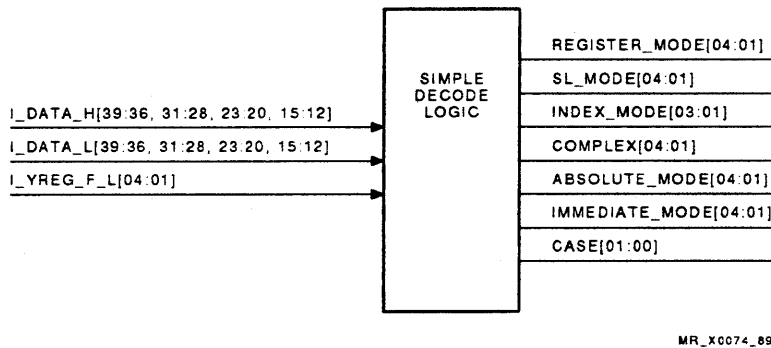 REGISTER_MODE[04:01]
SIMPLE
DECODE
LOGIC
SL_MODE[04:01]
I_DATA_H[39:36, 31:28, 23:20, 15:12]
INDEX_MODE[03:01]
I_DATA_L[39:36, 31:28, 23:20, 15:12]
COMPLEX[04:01]
I_YREG_F_L[04:01]
ABSOLUTE_MODE[04:01]
IMMEDIATE_MODE[04:01]
CASE[01:00]
MR_X0074_89